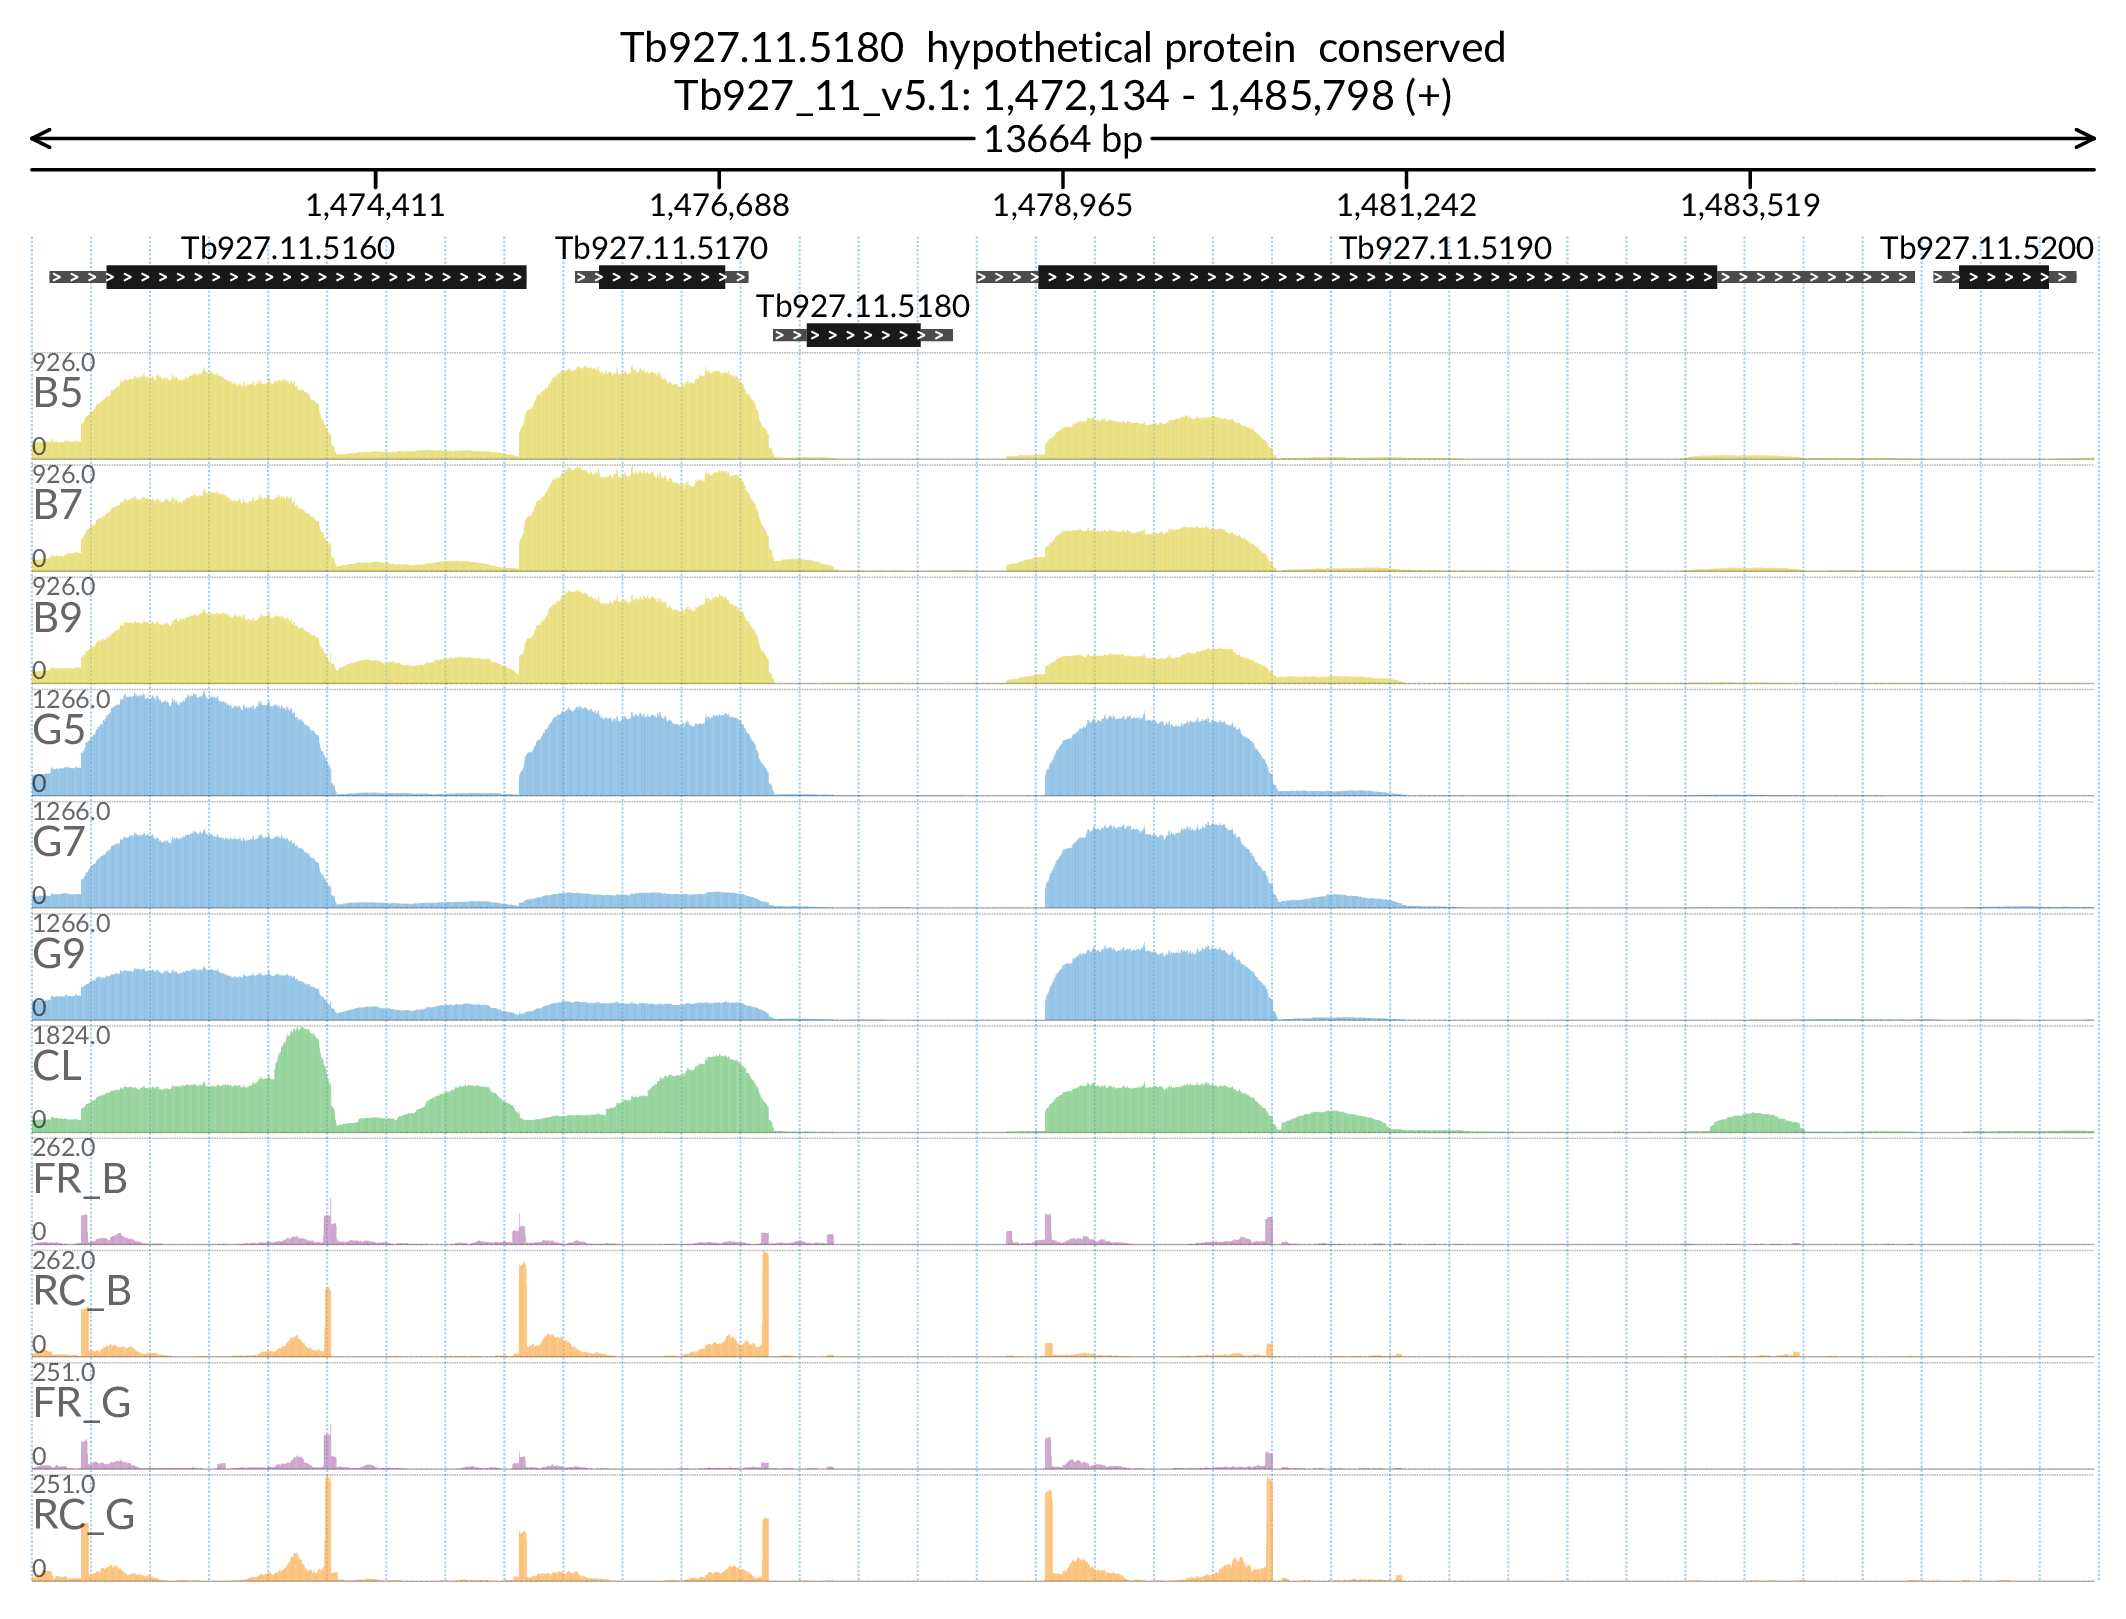 Tb927.11.5180 hypothetical protein conserved
Tb927_11_v5.1: 1,472,134 - 1,485,798 (+)
13664 bp
1,474,411 1,476,688 1,478,965 1,481,242 1,483,519
Tb927.11.5160 Tb927.11.5170 Tb927.11.5190 Tb927.11.5200
Tb927.11.5180
926.0
B5
0
926.0
B7
0
926.0
B9
0
1266.0
G5
0
1266.0
G7
0
1266.0
G9
0
1824.0
CL
0
262.0
FR_B
0
262.0
RC_B
0
251.0
FR_G
0
251.0
RC_G
0